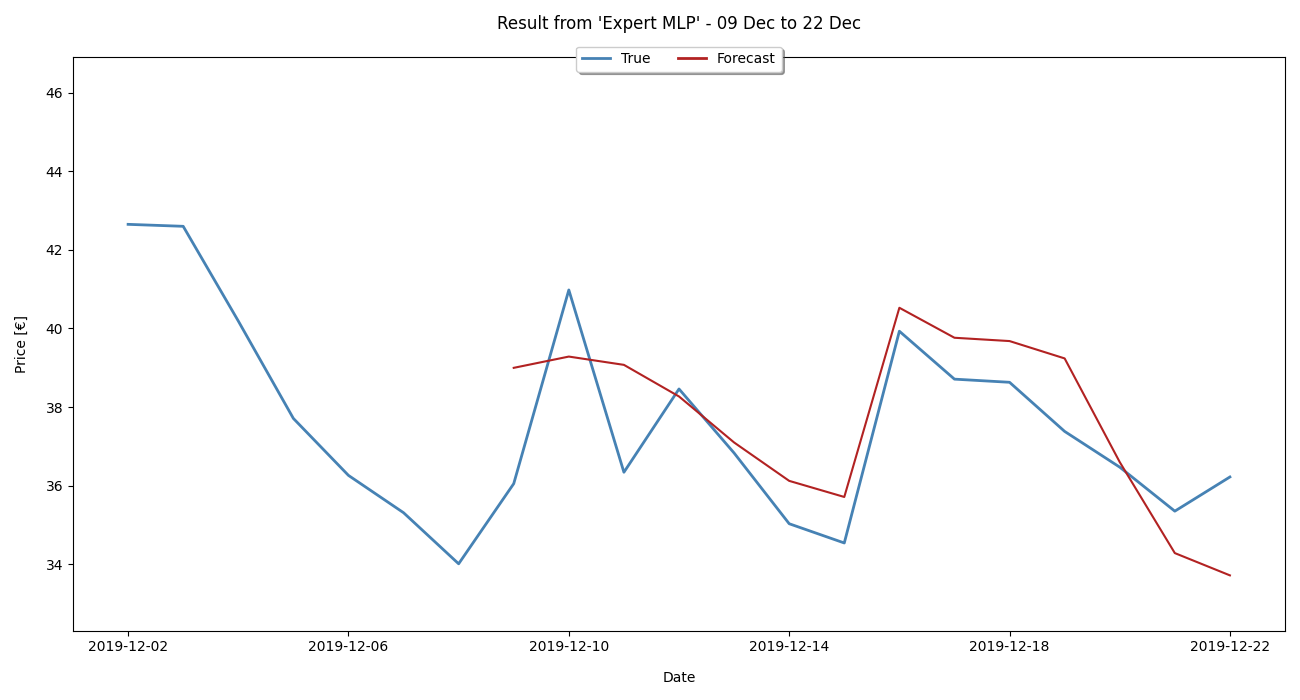 Result from 'Expert MLP' - 09 Dec to 22 Dec
True Forecast
46
44
42
40
38
36
34
Price [€]
2019-12-02 2019-12-06 2019-12-10 2019-12-14 2019-12-18 2019-12-22
Date